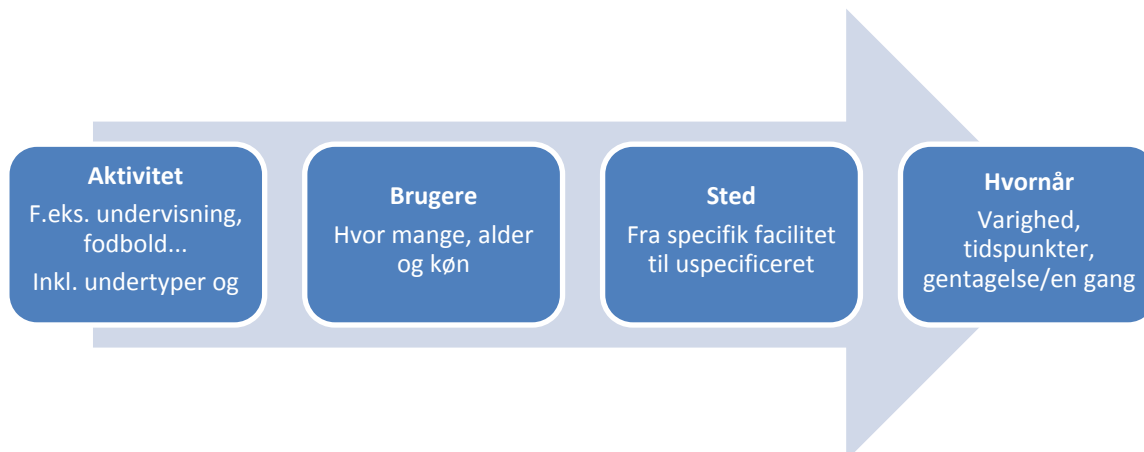 Aktivitet
F.eks. undervisning,
fodbold...
Inkl. undertyper og
Brugere
Hvor mange, alder
og køn
Sted
Fra specifik facilitet
til uspecificeret
Hvornår
Varighed,
tidspunkter,
gentagelse/en gang